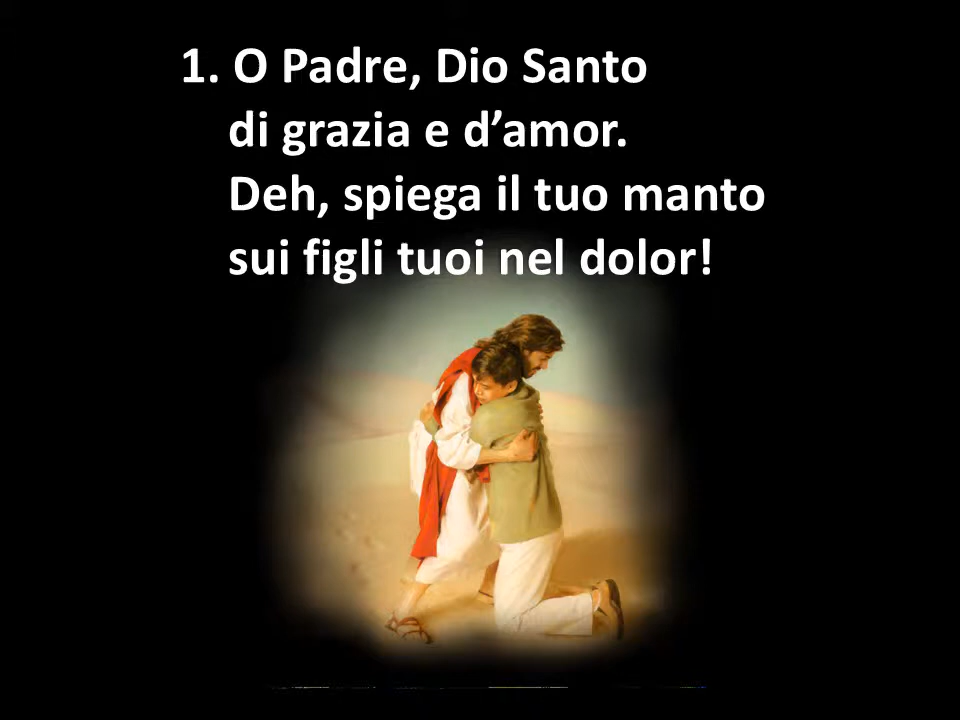 1. O Padre, Dio Santo
di grazia e d’amor.
Deh, spiega il tuo manto
sui figli tuoi nel dolor!